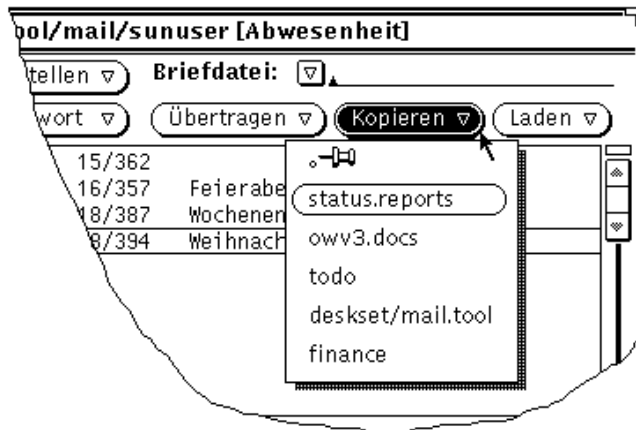 ool/mail/sunuser [Abwesenheit]
tellen Briefdatei:
wort Übertragen Kopieren Laden
15/362
16/357 Feierabe
18/387 Wochenen
8/394 Weihnach
status.reports
owv3.docs
todo
deskset/mail.tool
finance